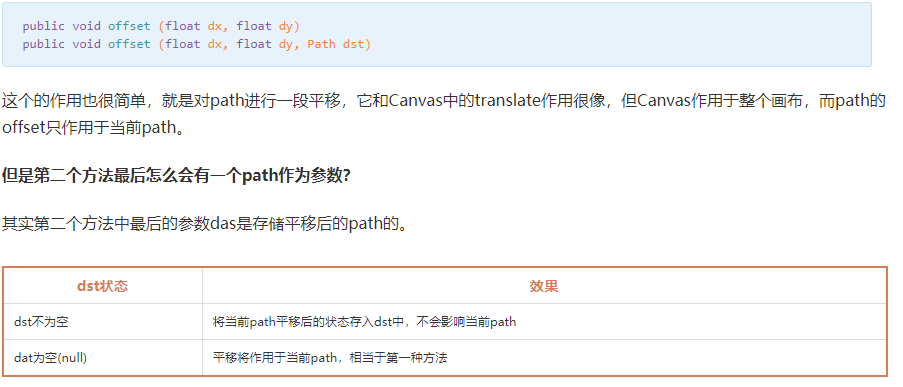 public void offset (float dx, float dy)
public void offset (float dx, float dy, Path dst)
这个的作用也很简单，就是对path进行一段平移，它和Canvas中的translate作用很像，但Canvas作用于整个画布，而path的
offset只作用于当前path。
但是第二个方法最后怎么会有一个path作为参数？
其实第二个方法中最后的参数das是存储平移后的path的。
dst状态 效果
dst不为空 将当前path平移后的状态存入dst中，不会影响当前path
dat为空(null) 平移将作用于当前path，相当于第一种方法